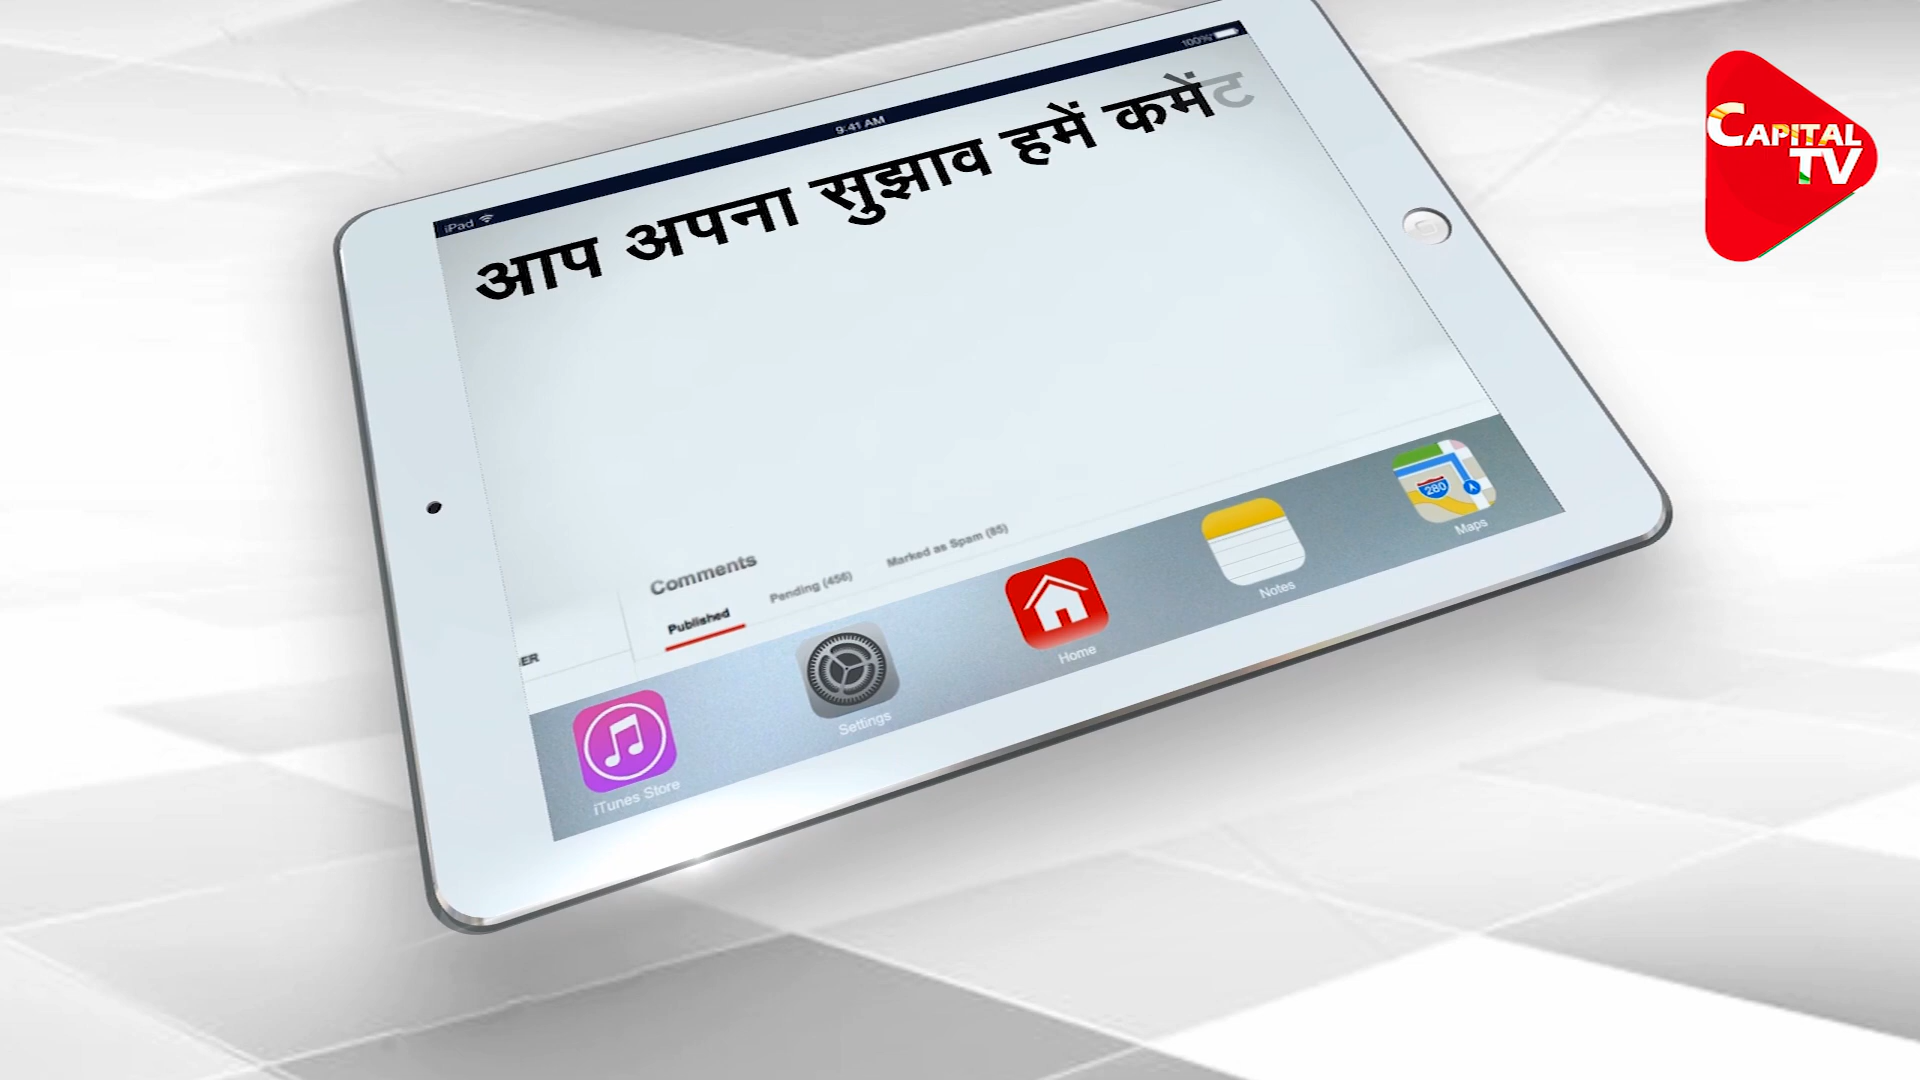 iPad 9:41 AM 100%
आप अपना सुझाव हमें कमेंट
CAPITAL
TV
Comments
Published Pending (456) Marked as Spam (85)
ER
iTunes Store Settings Home Notes Maps
280